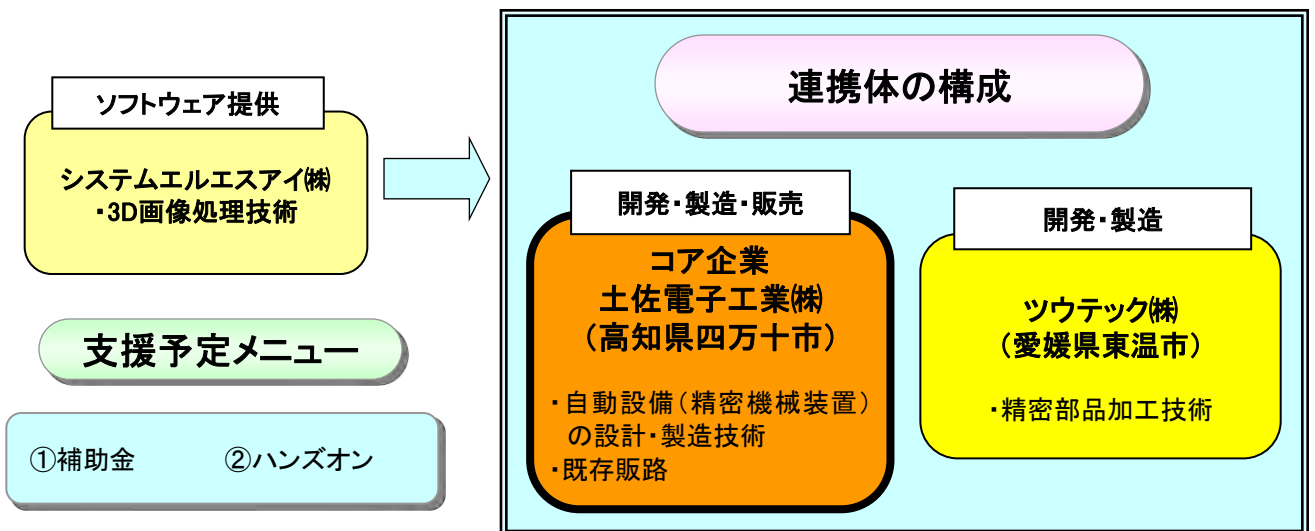 ソフトウェア提供
システムエルエスアイ㈱
・3D画像処理技術
支援予定メニュー
①補助金 ②ハンズオン
連携体の構成
開発・製造・販売
コア企業
土佐電子工業㈱
(高知県四万十市)
・自動設備(精密機械装置)
の設計・製造技術
・既存販路
開発・製造
ツウテック㈱
(愛媛県東温市)
・精密部品加工技術